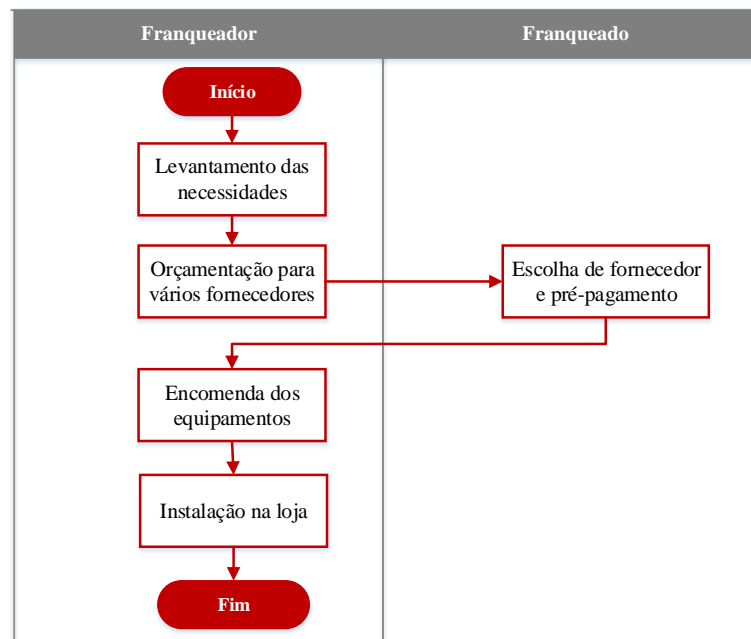 Franqueador
Franqueado
Início
Levantamento das
necessidades
Orçamentação para
vários fornecedores
Escolha de fornecedor
e pré-pagamento
Encomenda dos
equipamentos
Instalação na loja
Fim